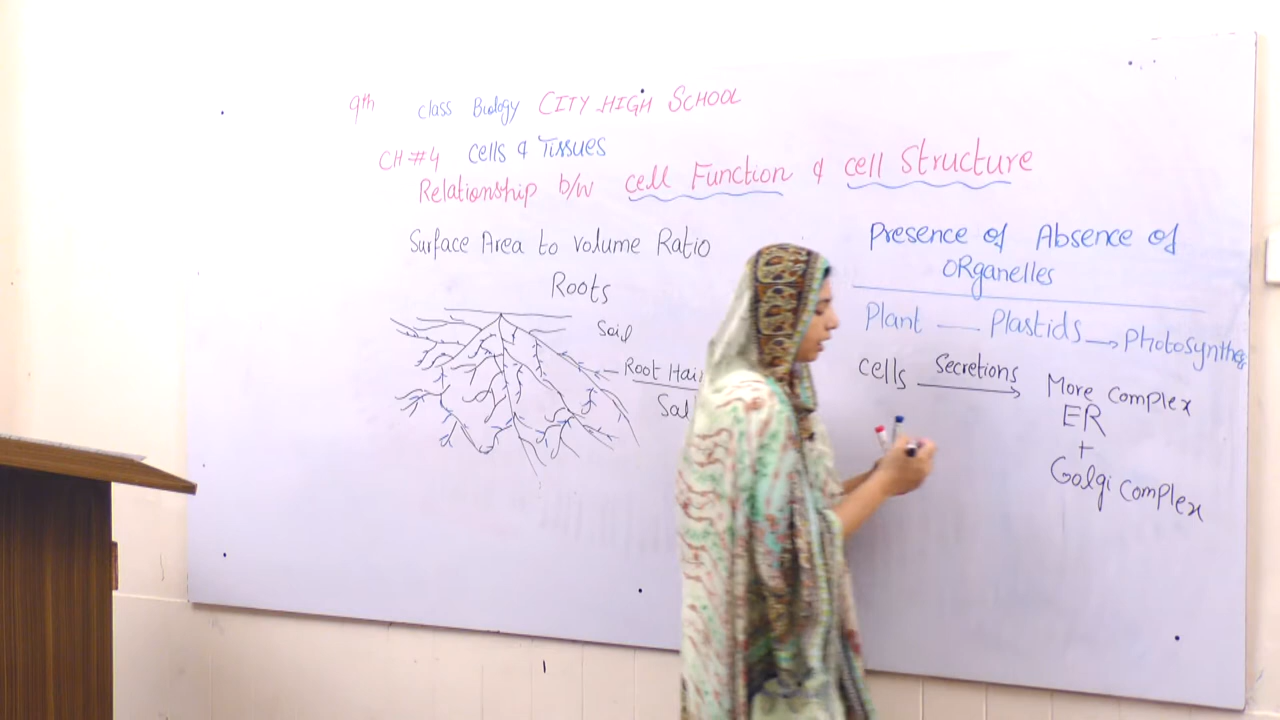 9th class Biology CITY HIGH SCHOOL
CH #4 Cells & Tissues
Relationship b/w cell Function & cell Structure
Surface Area to volume Ratio
Roots
Soil
Root Hair
Sal
Presence of Absence of
ORganelles
Plant — Plastids → Photosynthes
cells Secretions → More complex
ER
+
Golgi complex